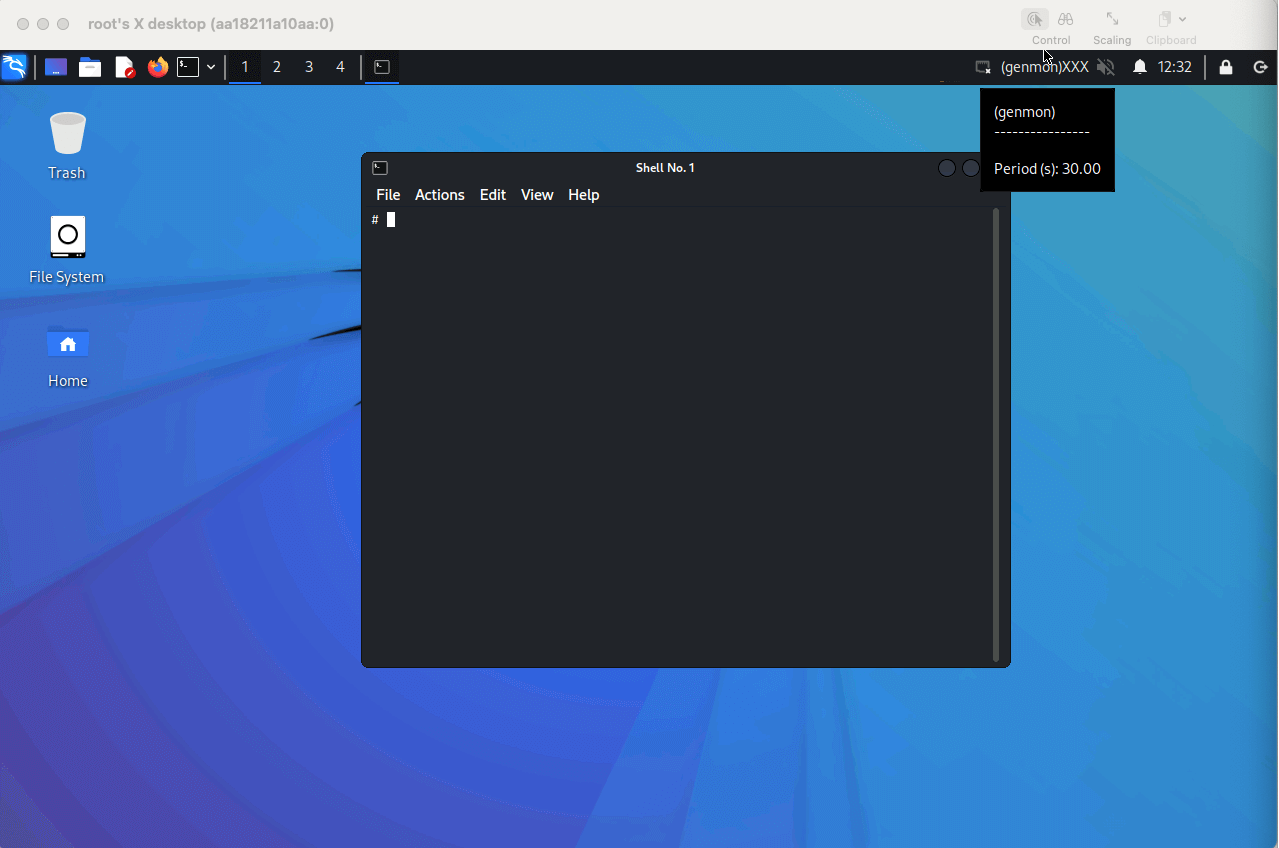 root's X desktop (aa18211a10aa:0)
Control
Scaling
Clipboard
1 2 3 4
(genmon)XXX
12:32
(genmon)
----------------
Period (s): 30.00
Trash
File System
Home
Shell No. 1
File Actions Edit View Help
#